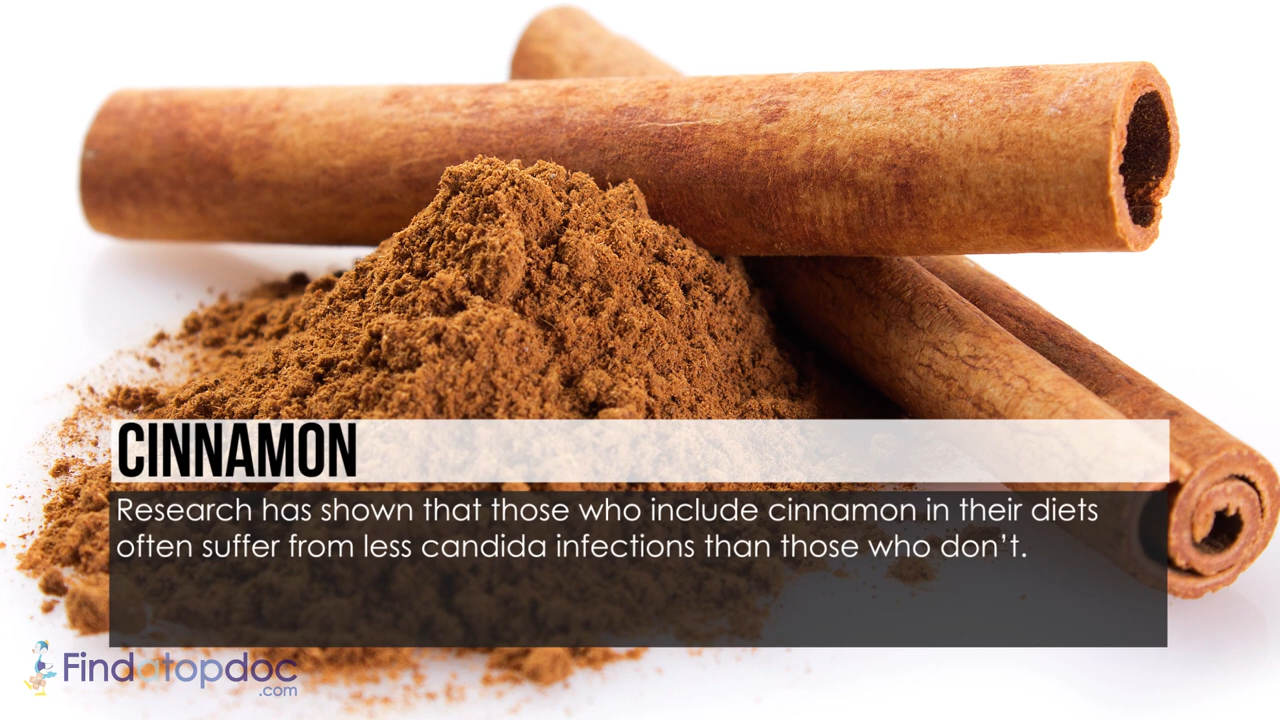 CINNAMON
Research has shown that those who include cinnamon in their diets
often suffer from less candida infections than those who don't.
Findatopdoc
.com